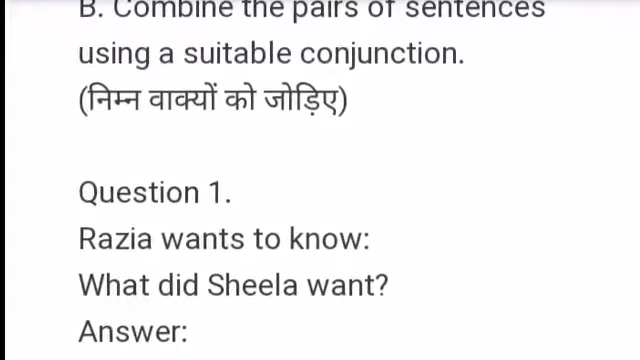 B. Combine the pairs of sentences
using a suitable conjunction.
(निम्न वाक्यों को जोड़िए)
Question 1.
Razia wants to know:
What did Sheela want?
Answer: